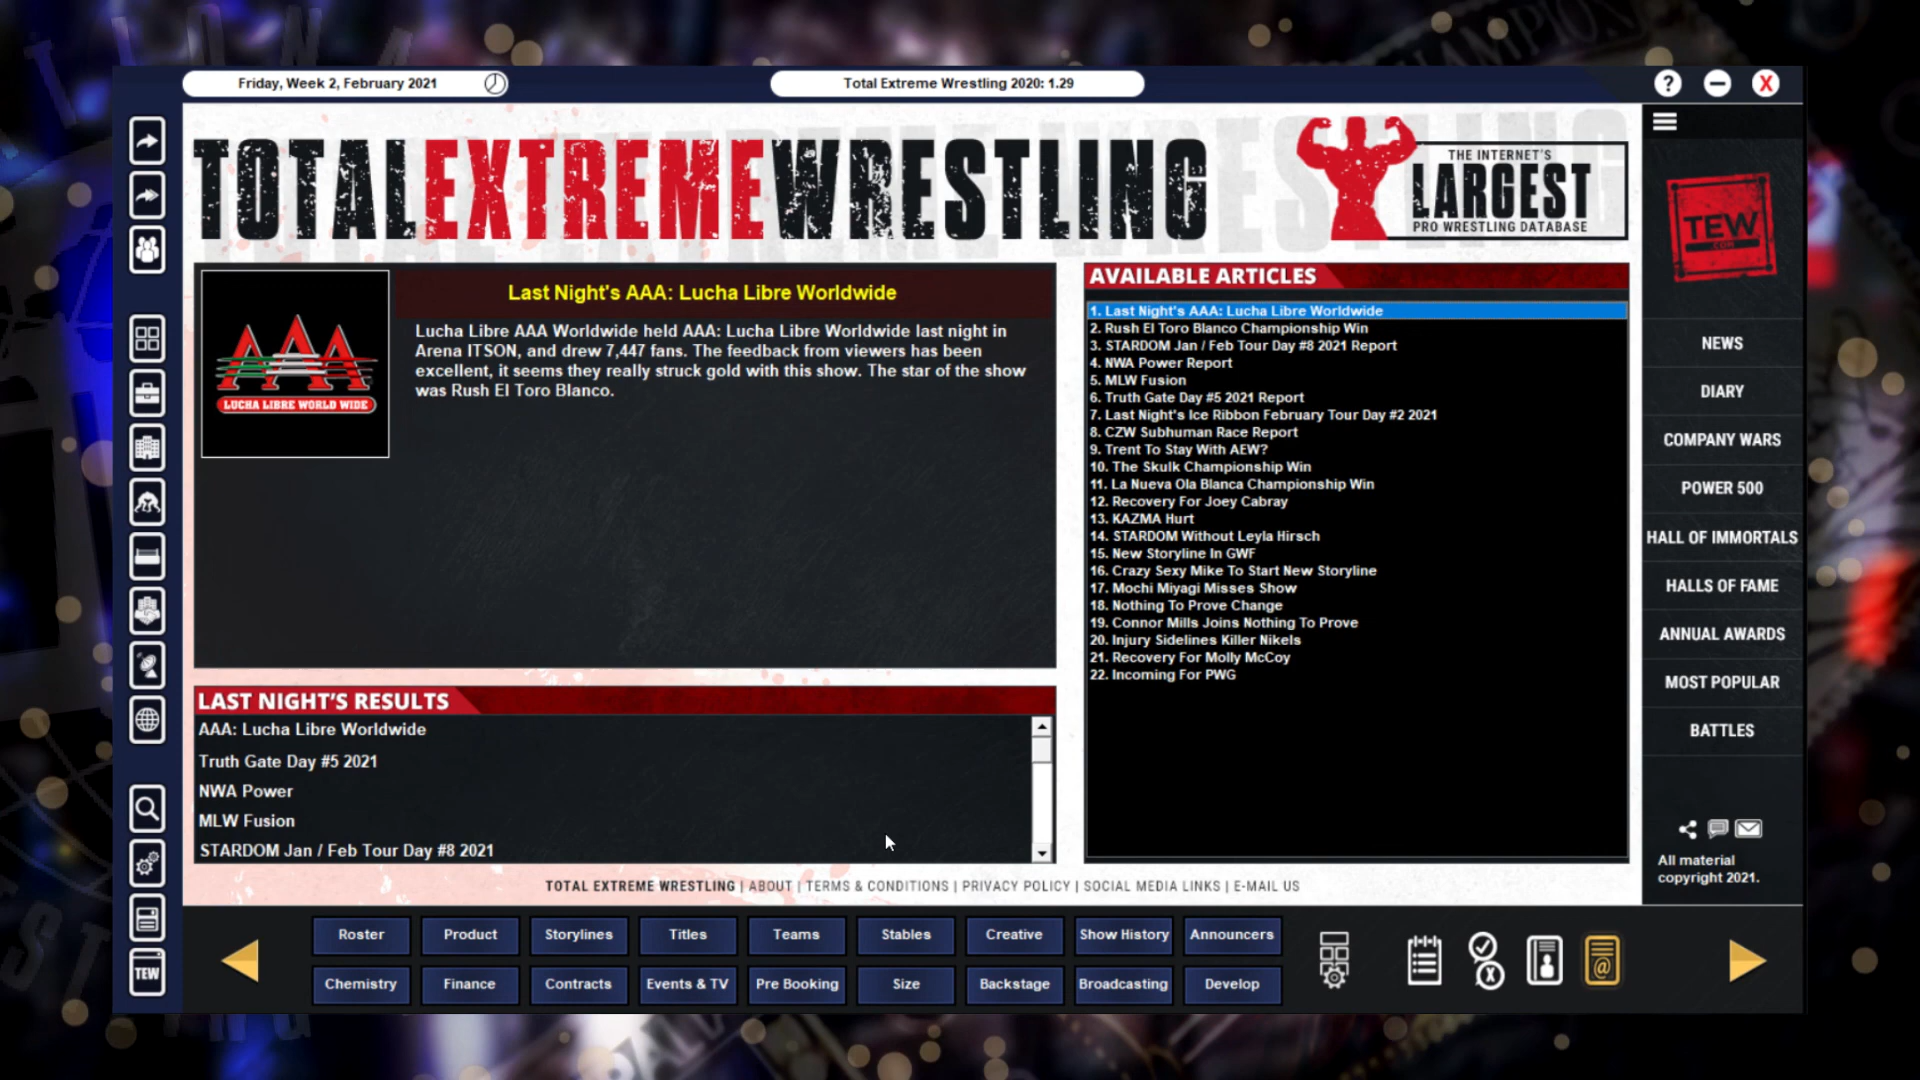 Friday, Week 2, February 2021
Total Extreme Wrestling 2020: 1.29
?
X
TOTALEXTREMEWRESTLING
THE INTERNET'S
LARGEST
PRO WRESTLING DATABASE
TEW
.COM
AAA
LUCHA LIBRE WORLD WIDE
Last Night's AAA: Lucha Libre Worldwide
Lucha Libre AAA Worldwide held AAA: Lucha Libre Worldwide last night in
Arena ITSON, and drew 7,447 fans. The feedback from viewers has been
excellent, it seems they really struck gold with this show. The star of the show
was Rush El Toro Blanco.
LAST NIGHT'S RESULTS
AAA: Lucha Libre Worldwide
Truth Gate Day #5 2021
NWA Power
MLW Fusion
STARDOM Jan / Feb Tour Day #8 2021
AVAILABLE ARTICLES
1. Last Night's AAA: Lucha Libre Worldwide
2. Rush El Toro Blanco Championship Win
3. STARDOM Jan / Feb Tour Day #8 2021 Report
4. NWA Power Report
5. MLW Fusion
6. Truth Gate Day #5 2021 Report
7. Last Night's Ice Ribbon February Tour Day #2 2021
8. CZW Subhuman Race Report
9. Trent To Stay With AEW?
10. The Skulk Championship Win
11. La Nueva Ola Blanca Championship Win
12. Recovery For Joey Cabray
13. KAZMA Hurt
14. STARDOM Without Leyla Hirsch
15. New Storyline In GWF
16. Crazy Sexy Mike To Start New Storyline
17. Mochi Miyagi Misses Show
18. Nothing To Prove Change
19. Connor Mills Joins Nothing To Prove
20. Injury Sidelines Killer Nikels
21. Recovery For Molly McCoy
22. Incoming For PWG
NEWS
DIARY
COMPANY WARS
POWER 500
HALL OF IMMORTALS
HALLS OF FAME
ANNUAL AWARDS
MOST POPULAR
BATTLES
All material
copyright 2021.
TOTAL EXTREME WRESTLING | ABOUT | TERMS & CONDITIONS | PRIVACY POLICY | SOCIAL MEDIA LINKS | E-MAIL US
TEW
Roster
Product
Storylines
Titles
Teams
Stables
Creative
Show History
Announcers
Chemistry
Finance
Contracts
Events & TV
Pre Booking
Size
Backstage
Broadcasting
Develop